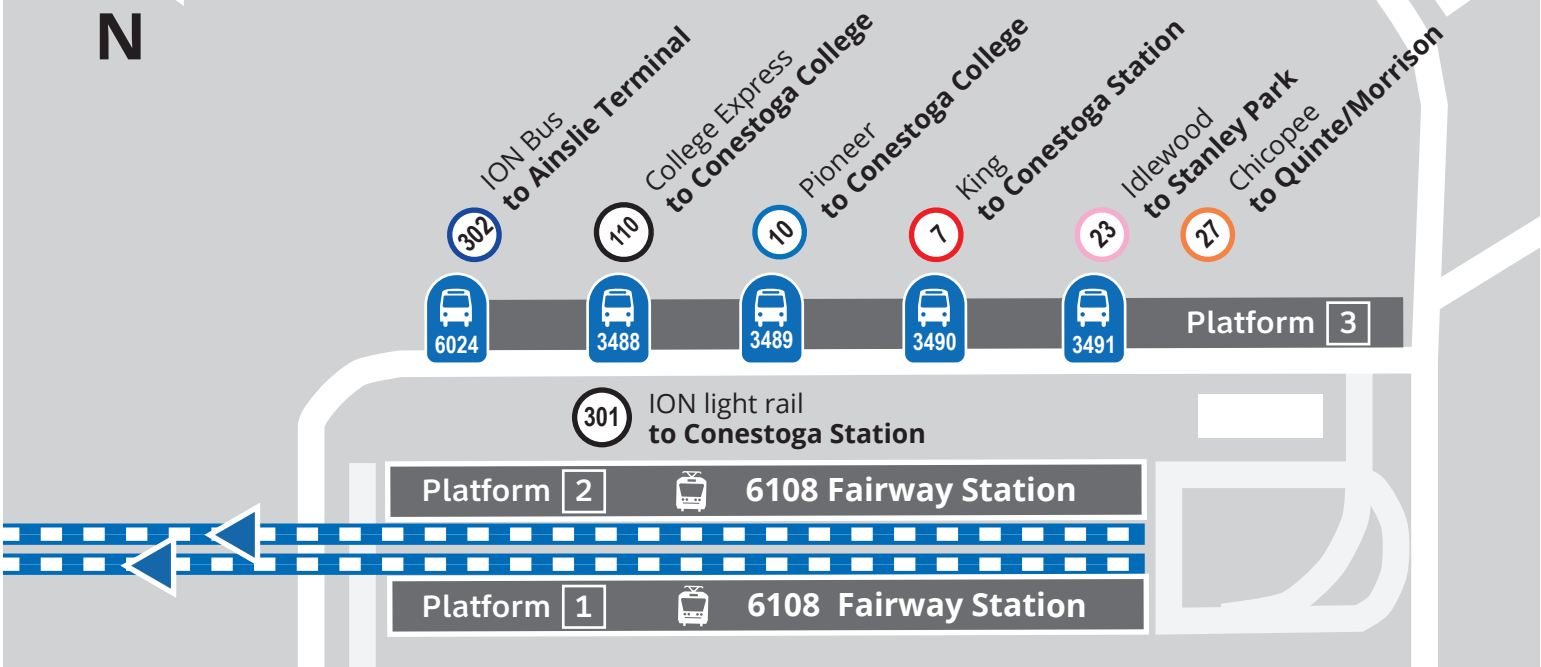 N
ION Bus
to Ainslie Terminal
College Express
to Conestoga College
Pioneer
to Conestoga College
King
to Conestoga Station
Idlewood
to Stanley Park
Chicopee
to Quinte/Morrison
302
110
10
7
23
27
6024
3488
3489
3490
3491
Platform 3
301
ION light rail
to Conestoga Station
Platform 2 6108 Fairway Station
Platform 1 6108 Fairway Station